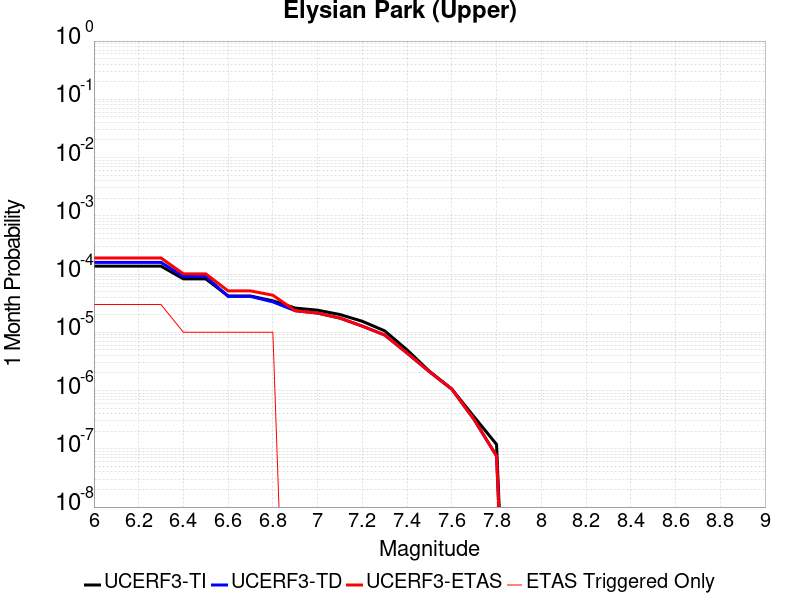 Elysian Park (Upper)
10^0
10^-1
10^-2
10^-3
10^-4
10^-5
10^-6
10^-7
10^-8
1 Month Probability
6 6.2 6.4 6.6 6.8 7 7.2 7.4 7.6 7.8 8 8.2 8.4 8.6 8.8 9
Magnitude
UCERF3-TI UCERF3-TD UCERF3-ETAS ETAS Triggered Only